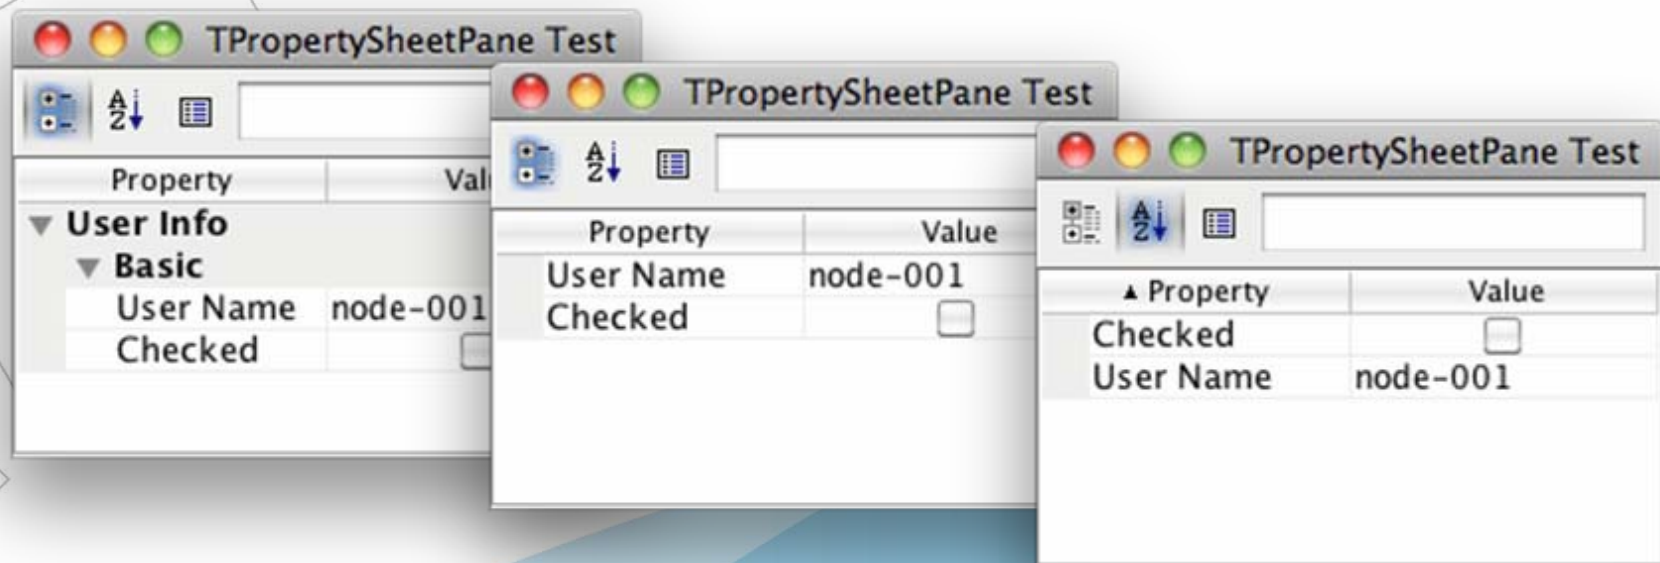 TPropertySheetPane Test
Property
User Info
Basic
User Name node-001
Checked
TPropertySheetPane Test
Property Value
User Name node-001
Checked
TPropertySheetPane Test
▲ Property Value
Checked
User Name node-001